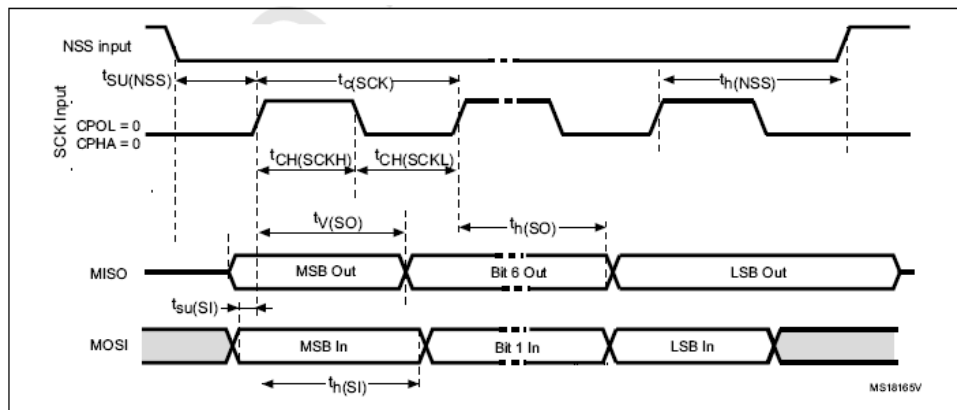 NSS input
tSU(NSS)
tc(SCK)
th(NSS)
SCK Input
CPOL = 0
CPHA = 0
tCH(SCKH)
tCH(SCKL)
tV(SO)
th(SO)
MISO
MSB Out
Bit 6 Out
LSB Out
tsu(SI)
MOSI
MSB In
Bit 1 In
LSB In
th(SI)
MS18165V